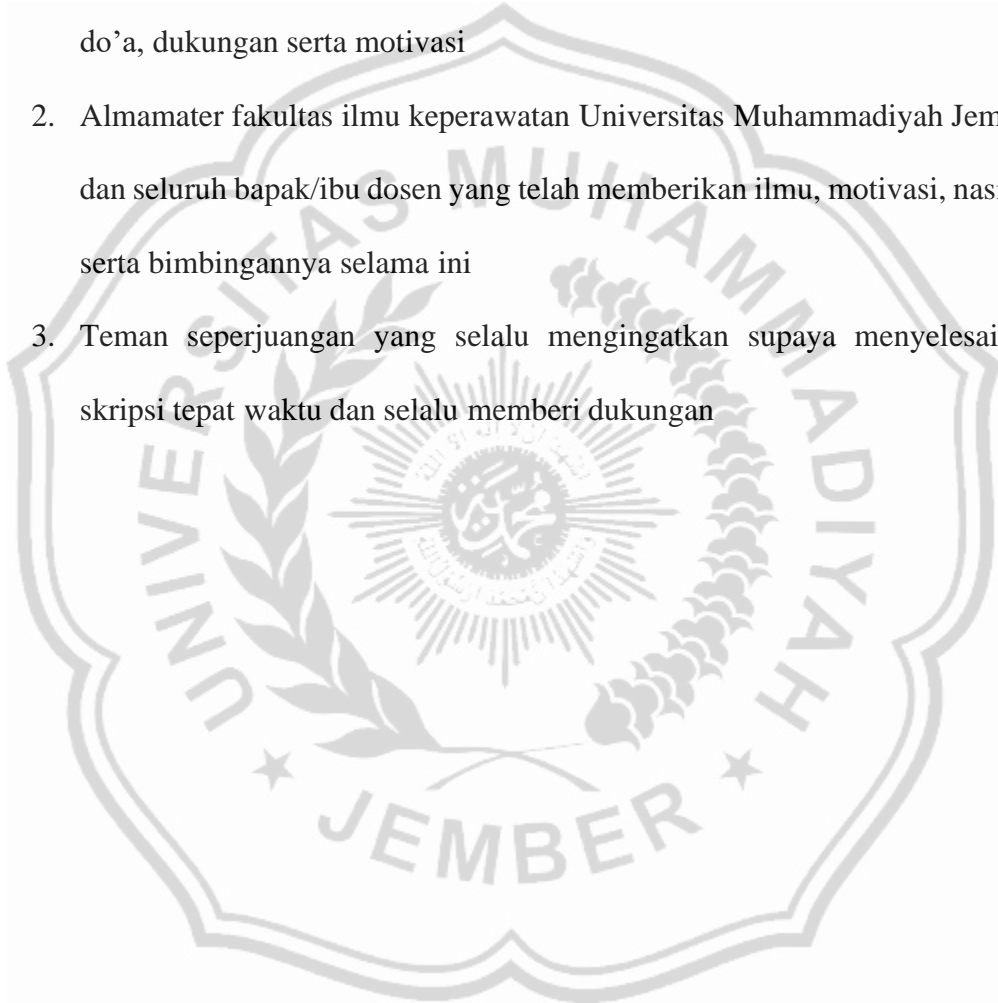 do’a, dukungan serta motivasi
2. Almamater fakultas ilmu keperawatan Universitas Muhammadiyah Jem
dan seluruh bapak/ibu dosen yang telah memberikan ilmu, motivasi, nas
serta bimbingannya selama ini
3. Teman seperjuangan yang selalu mengingatkan supaya menyelesai
skripsi tepat waktu dan selalu memberi dukungan
UNIVERSITAS MUHAMMADIYAH
JEMBER